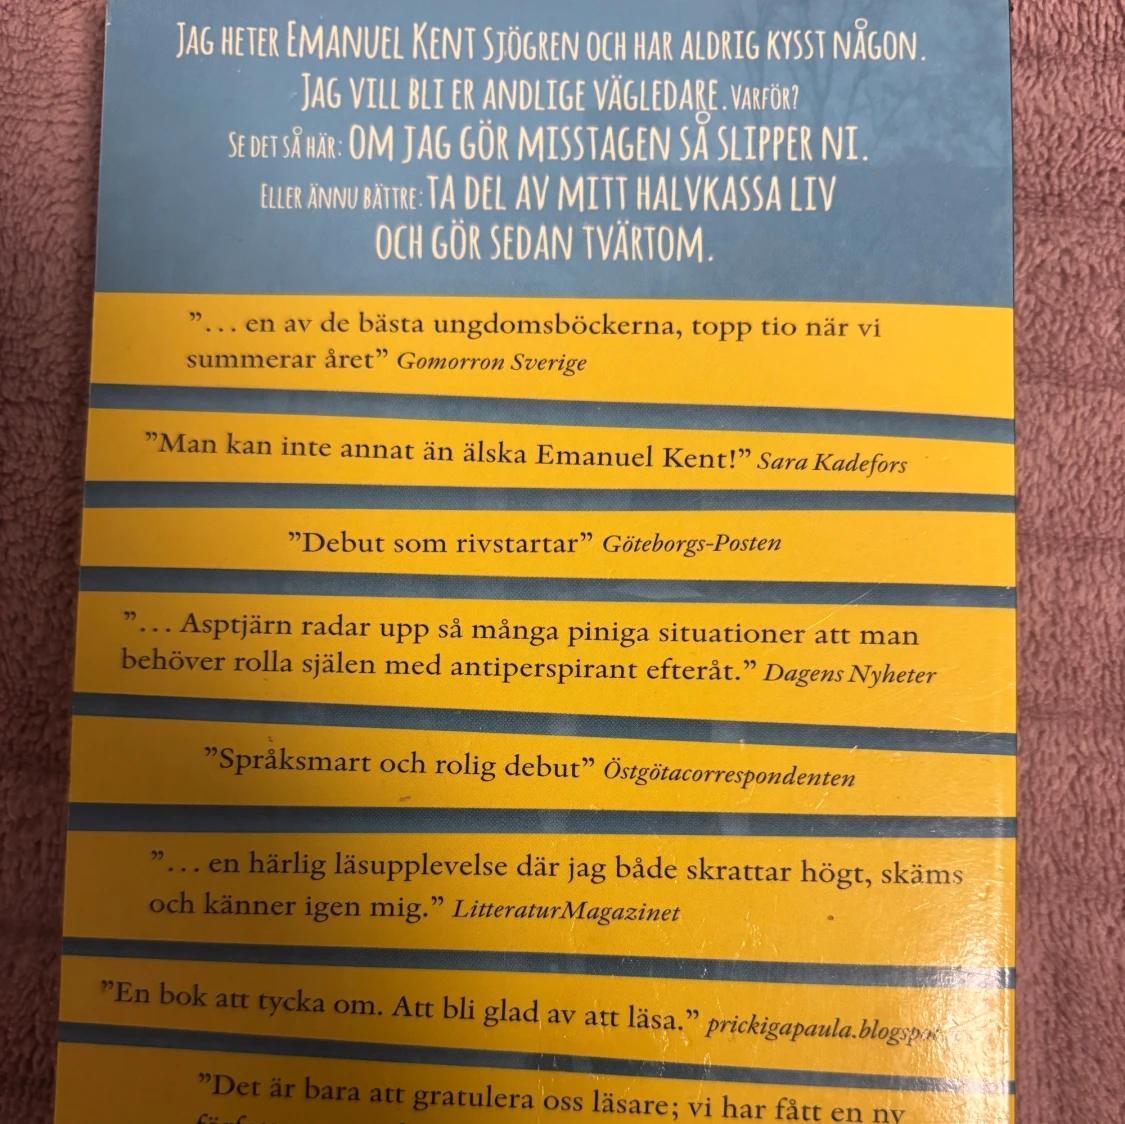 JAG HETER EMANUEL KENT SJÖGREN OCH HAR ALDRIG KYSST NÅGON.
JAG VILL BLI ER ANDLIGE VÄGLEDARE. VARFÖR?
SE DET SÅ HÄR: OM JAG GÖR MISSTAGEN SÅ SLIPPER NI.
ELLER ÄNNU BÄTTRE: TA DEL AV MITT HALVKASSA LIV
OCH GÖR SEDAN TVÄRTOM.
”... en av de bästa ungdomsböckerna, topp tio när vi
summerar året” Gomorron Sverige
”Man kan inte annat än älska Emanuel Kent!” Sara Kadefors
”Debut som rivstartar” Göteborgs-Posten
”... Asptjärn radar upp så många piniga situationer att man
behöver rolla själen med antiperspirant efteråt.” Dagens Nyheter
”Språksmart och rolig debut” Östgötacorrespondenten
”... en härlig läsupplevelse där jag både skrattar högt, skäms
och känner igen mig.” LitteraturMagazinet
”En bok att tycka om. Att bli glad av att läsa.”
”Det är bara att gratulera oss läsare; vi har fått en ny